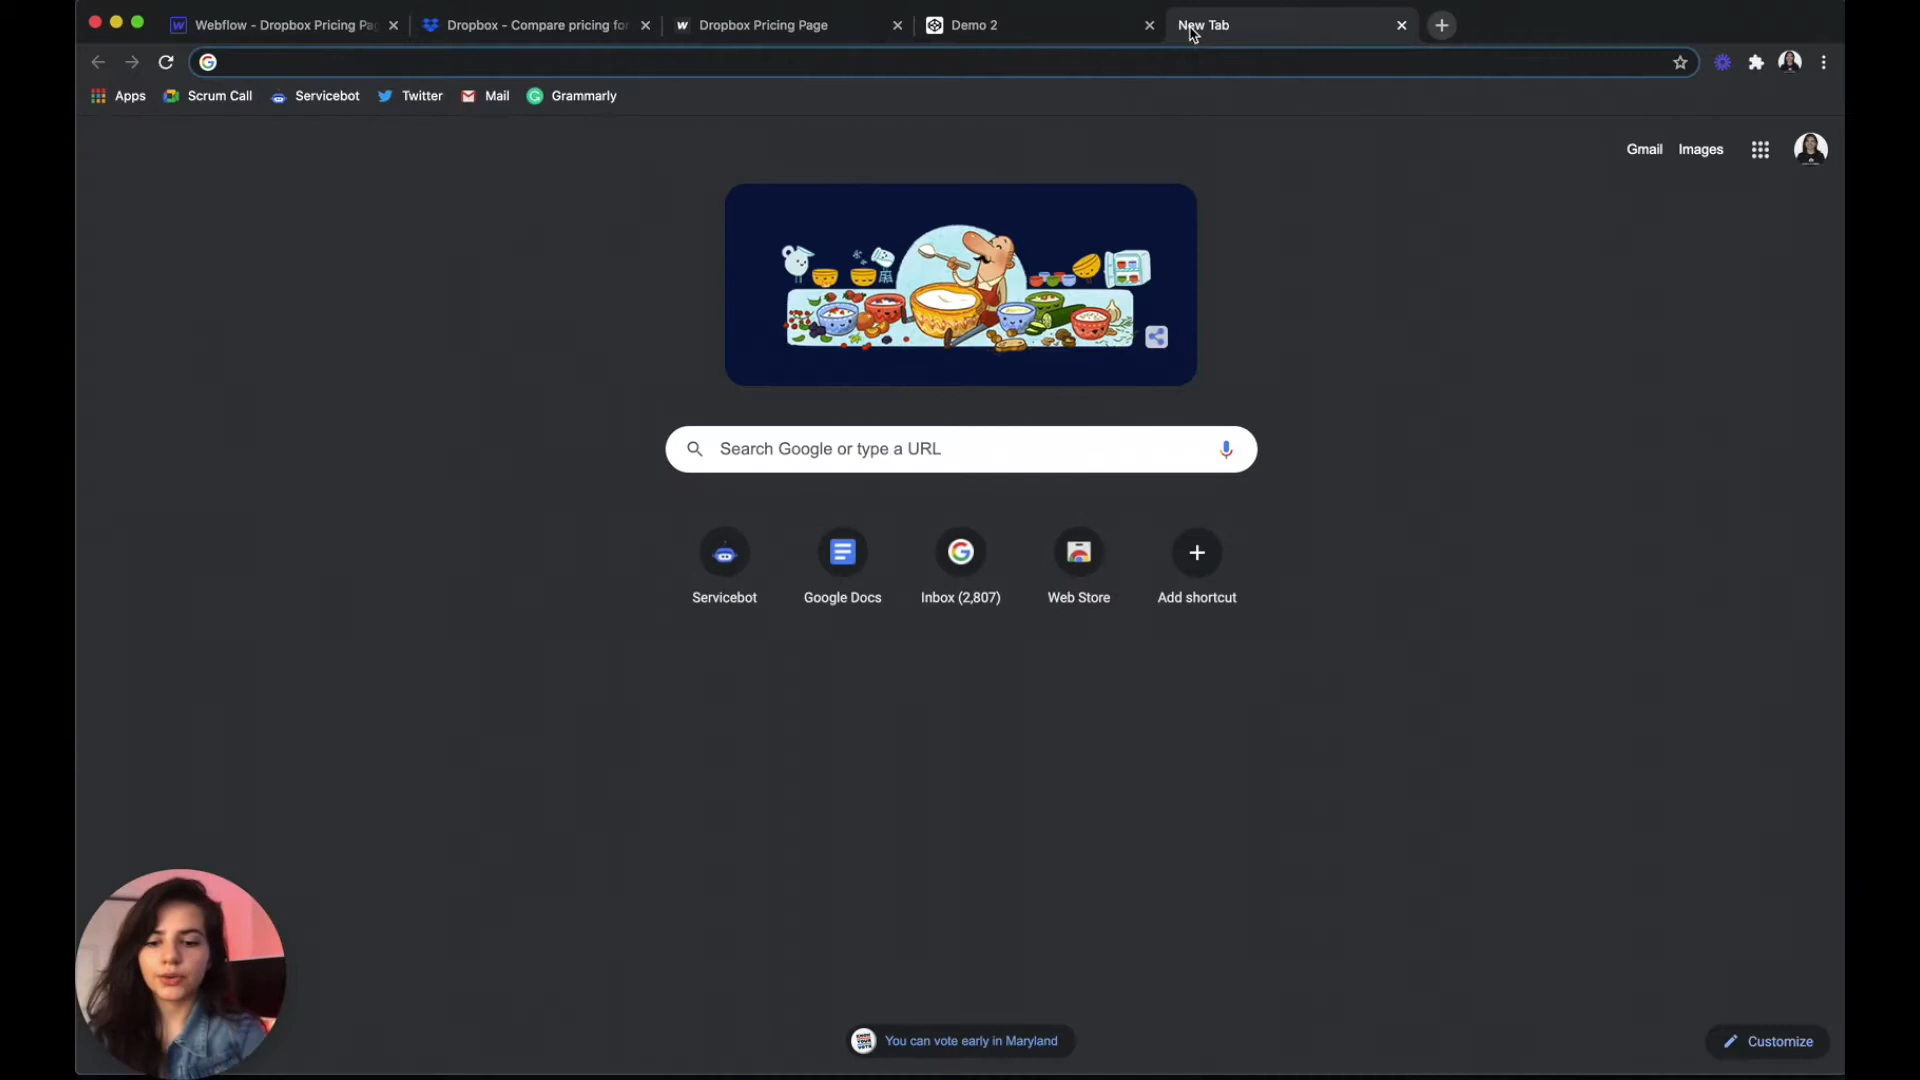 Webflow - Dropbox Pricing Pa
Dropbox - Compare pricing for
Dropbox Pricing Page
Demo 2
New Tab
Apps
Scrum Call
Servicebot
Twitter
Mail
Grammarly
Gmail
Images
Search Google or type a URL
Servicebot
Google Docs
Inbox (2,807)
Web Store
Add shortcut
You can vote early in Maryland
Customize